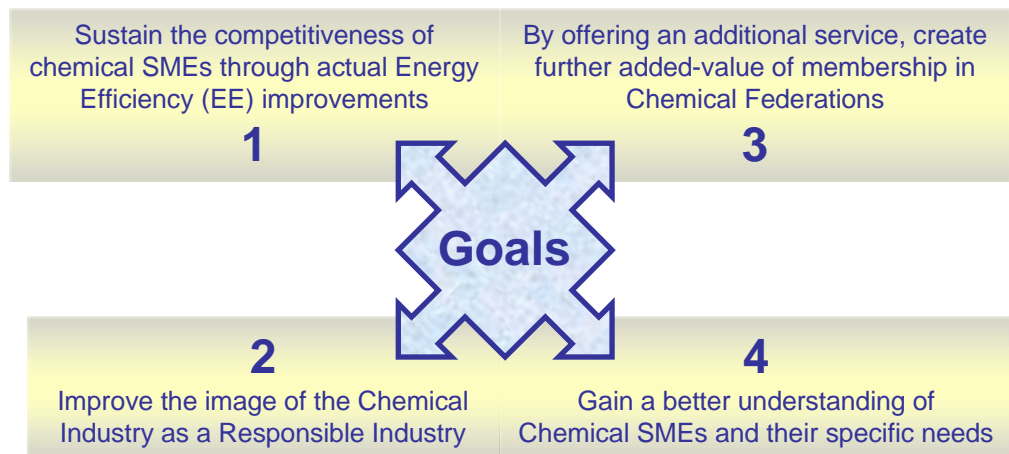 Sustain the competitiveness of
chemical SMEs through actual Energy
Efficiency (EE) improvements
1
By offering an additional service, create
further added-value of membership in
Chemical Federations
3
Goals
2
Improve the image of the Chemical
Industry as a Responsible Industry
4
Gain a better understanding of
Chemical SMEs and their specific needs